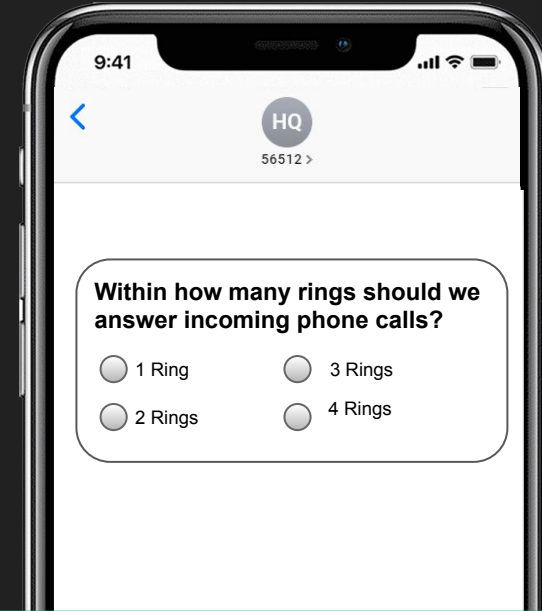 9:41
HQ
56512 >
Within how many rings should we
answer incoming phone calls?
1 Ring
3 Rings
2 Rings
4 Rings